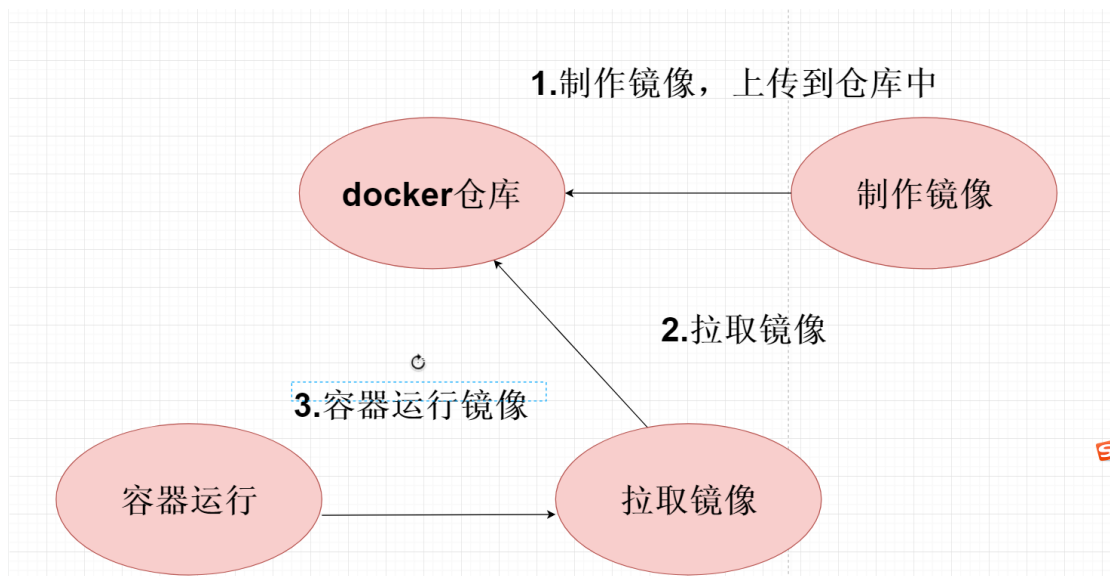 1.制作镜像，上传到仓库中
docker仓库
制作镜像
2.拉取镜像
3.容器运行镜像
容器运行
拉取镜像